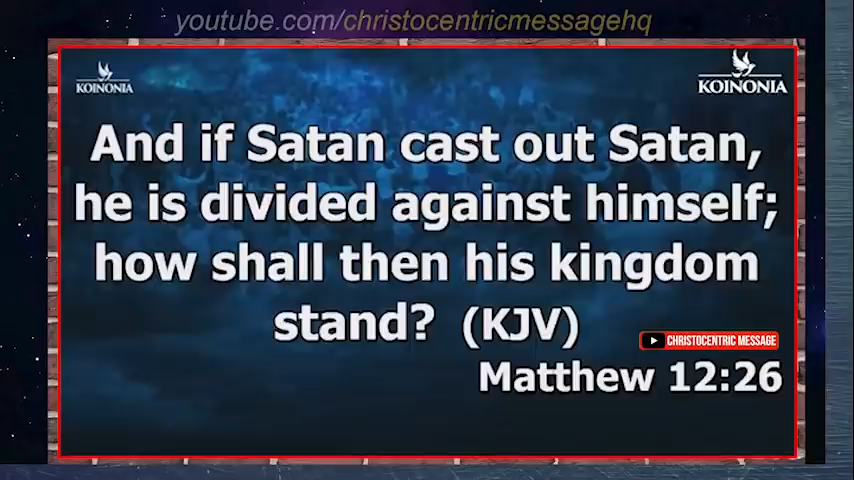 youtube.com/christocentricmessagehq
KOINONIA
KOINONIA
And if Satan cast out Satan,
he is divided against himself;
how shall then his kingdom
stand? (KJV)
CHRISTOCENTRIC MESSAGE
Matthew 12:26